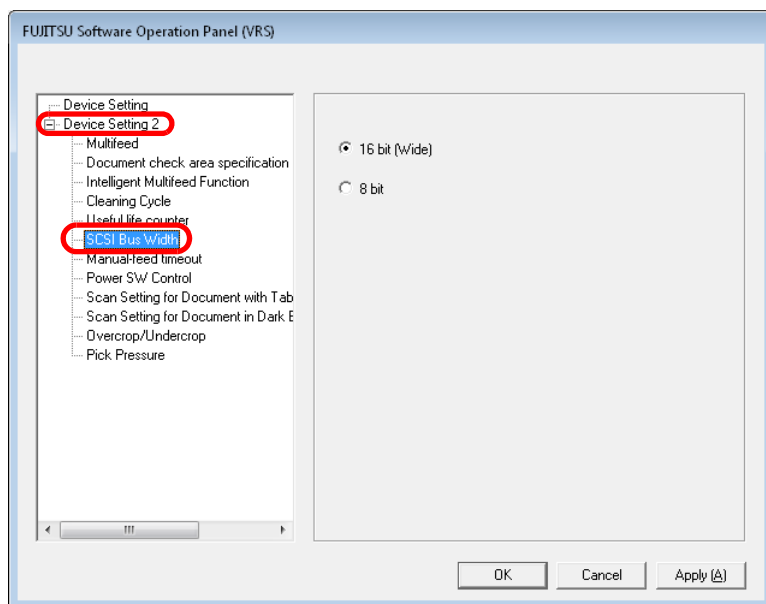 FUJITSU Software Operation Panel (VRS)
Device Setting
Device Setting 2
Multifeed
Document check area specification
Intelligent Multifeed Function
Cleaning Cycle
Useful life counter
SCSI Bus Width
Manual-feed timeout
Power SW Control
Scan Setting for Document with Tab
Scan Setting for Document in Dark
Overcrop/Undercrop
Pick Pressure
16 bit (Wide)
8 bit
OK
Cancel
Apply (A)